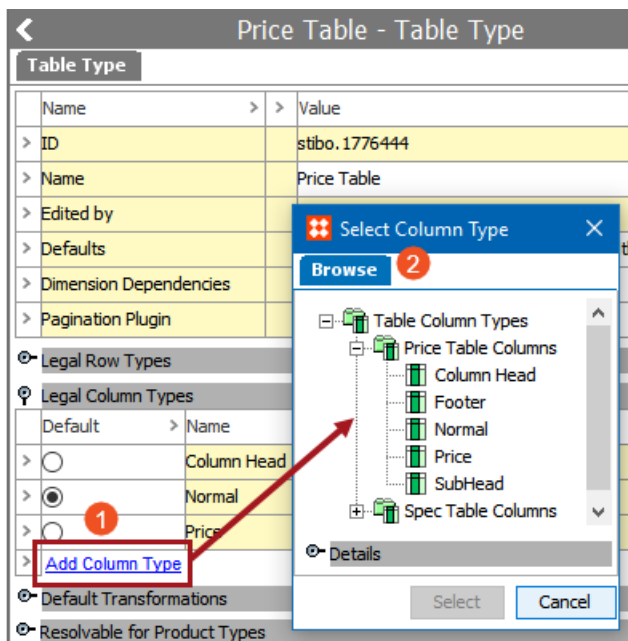 Price Table - Table Type
Table Type
Name > > Value
> ID stibo.1776444
> Name Price Table
> Edited by
> Defaults
> Dimension Dependencies
> Pagination Plugin
Legal Row Types
Legal Column Types
Default > Name
> Column Head
> Normal
> Price
1
> Add Column Type
Default Transformations
Resolvable for Product Types
Select Column Type
Browse 2
Table Column Types
Price Table Columns
Column Head
Footer
Normal
Price
SubHead
Spec Table Columns
Details
Select Cancel